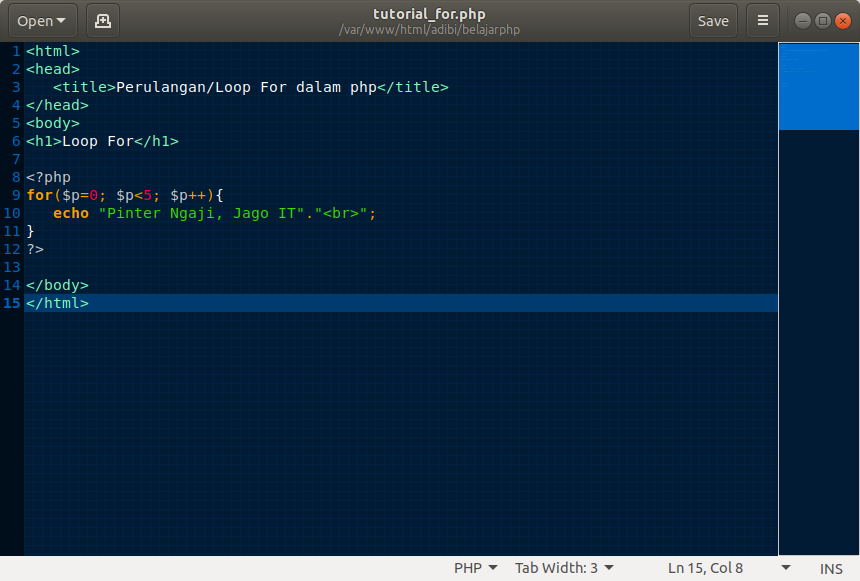 Open
tutorial_for.php
/var/www/html/adibi/belajarphp
Save
1 <html>
2 <head>
3    <title>Perulangan/Loop For dalam php</title>
4 </head>
5 <body>
6 <h1>Loop For</h1>
7
8 <?php
9 for($p=0; $p<5; $p++){
10    echo "Pinter Ngaji, Jago IT"."<br>";
11 }
12 ?>
13
14 </body>
15 </html>
PHP Tab Width: 3 Ln 15, Col 8 INS